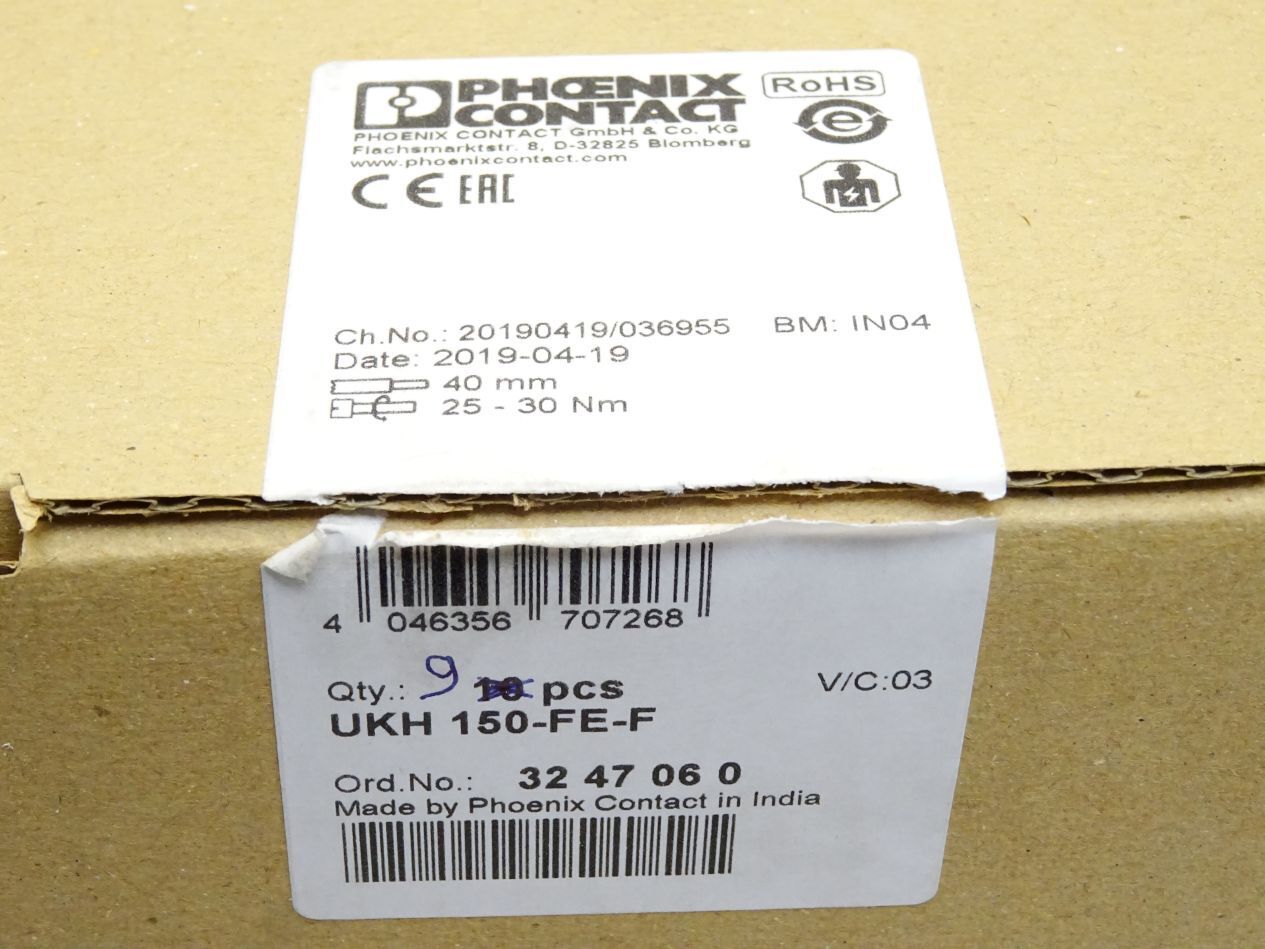 PHŒNIX
CONTACT
RoHS
e
PHOENIX CONTACT GmbH & Co. KG
Flachsmarktstr. 8, D-32825 Blomberg
www.phoenixcontact.com
CE EAC
Ch.No.: 20190419/036955 BM: IN04
Date: 2019-04-19
40 mm
25 - 30 Nm
4 046356 707268
Qty.: 9 10 pcs V/C:03
UKH 150-FE-F
Ord.No.: 32 47 06 0
Made by Phoenix Contact in India